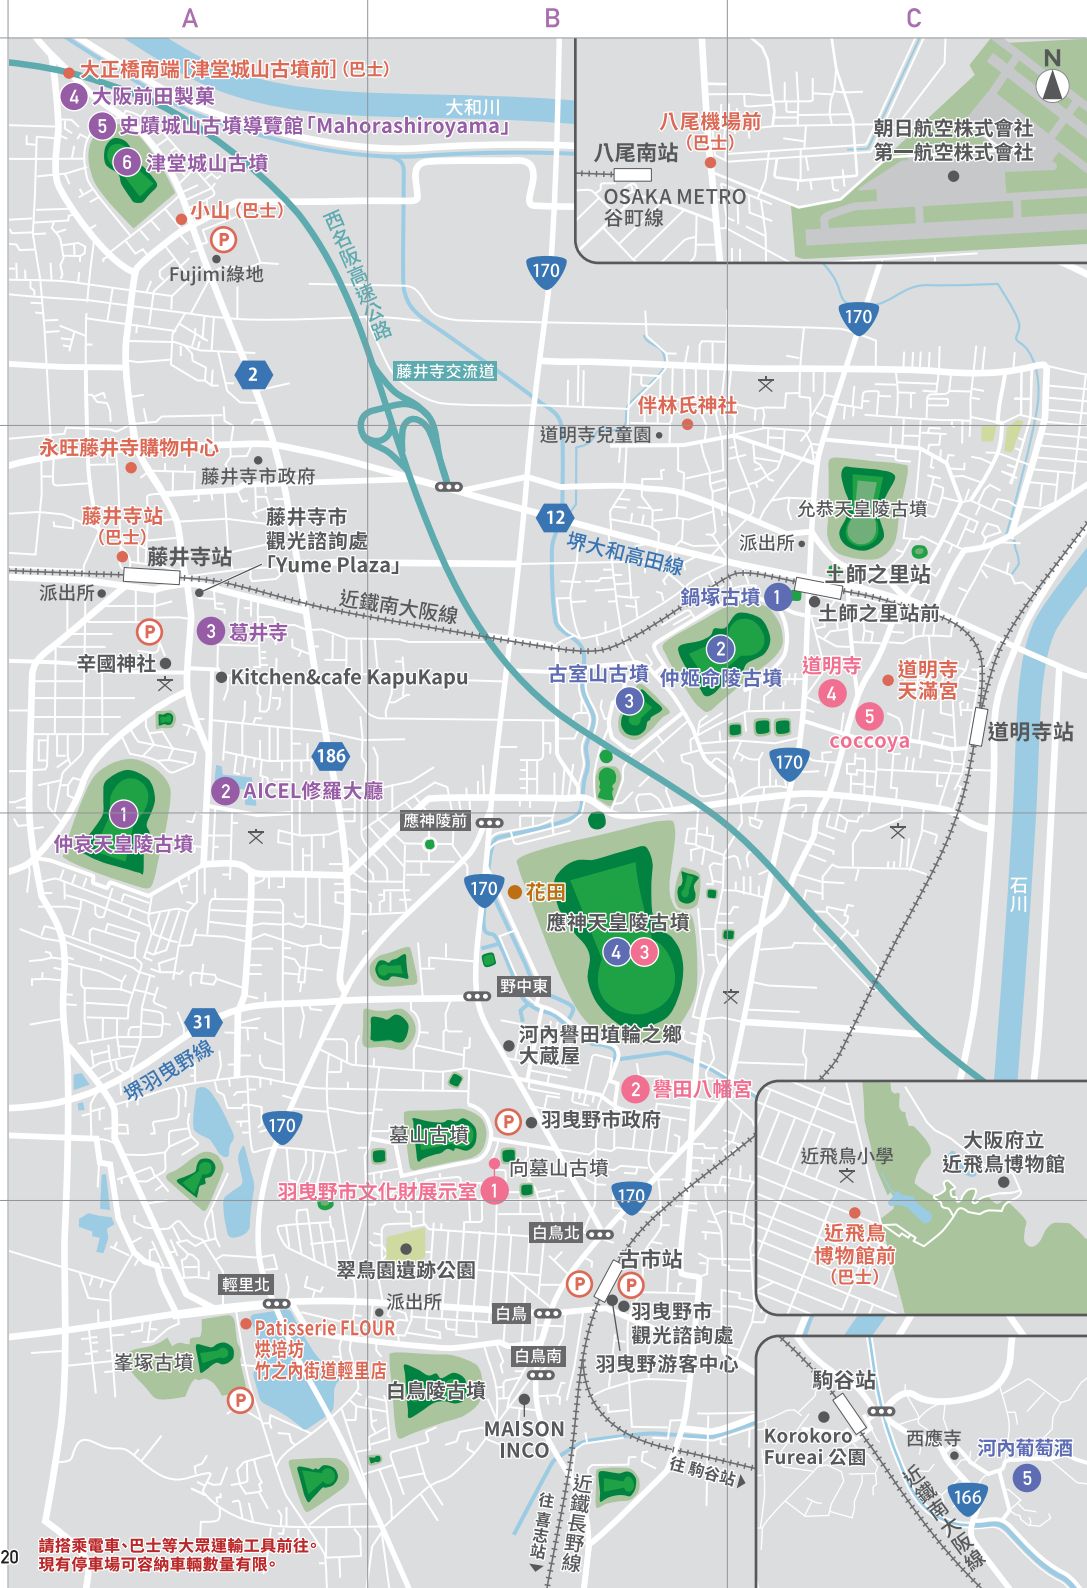 A
B
C
大正橋南端[津堂城山古墳前](巴士)
4 大阪前田製菓
5 史蹟城山古墳導覽館「Mahorashiroyama」
6 津堂城山古墳
大和川
小山(巴士)
P
Fujimi綠地
西名阪高速公路
170
八尾機場前
(巴士)
八尾南站
OSAKA METRO
谷町線
朝日航空株式會社
第一航空株式會社
N
170
2
藤井寺交流道
伴林氏神社
道明寺兒童園
永旺藤井寺購物中心
藤井寺市政府
藤井寺站
(巴士)
藤井寺站
藤井寺市
觀光諮詢處
「Yume Plaza」
派出所
12
堺大和高田線
允恭天皇陵古墳
派出所
土師之里站
土師之里站前
近鐵南大阪線
鍋塚古墳 1
P
3 葛井寺
辛國神社
Kitchen&cafe KapuKapu
2
仲姬命陵古墳
古室山古墳
3
道明寺
4
道明寺
天滿宮
5
coccoya
道明寺站
186
170
2 AICEL修羅大廳
1
仲哀天皇陵古墳
應神陵前
170
花田
應神天皇陵古墳
4 3
石川
野中東
31
堺羽曳野線
河內譽田埴輪之鄉
大蔵屋
2 譽田八幡宮
170
墓山古墳
P
羽曳野市政府
向墓山古墳
羽曳野市文化財展示室 1
170
近飛鳥小學
大阪府立
近飛鳥博物館
近飛鳥
博物館前
(巴士)
白鳥北
翠鳥園遺跡公園
古市站
P
P
輕里北
派出所
白鳥
羽曳野市
觀光諮詢處
Patisserie FLOUR
烘培坊
竹之內街道輕里店
峯塚古墳
P
白鳥南
羽曳野游客中心
白鳥陵古墳
MAISON
INCO
駒谷站
Korokoro
Fureai 公園
西應寺
河內葡萄酒
5
166
近鐵南大阪線
往 駒谷站
往 喜志站
近鐵長野線
請搭乘電車、巴士等大眾運輸工具前往。
現有停車場可容納車輛數量有限。
20